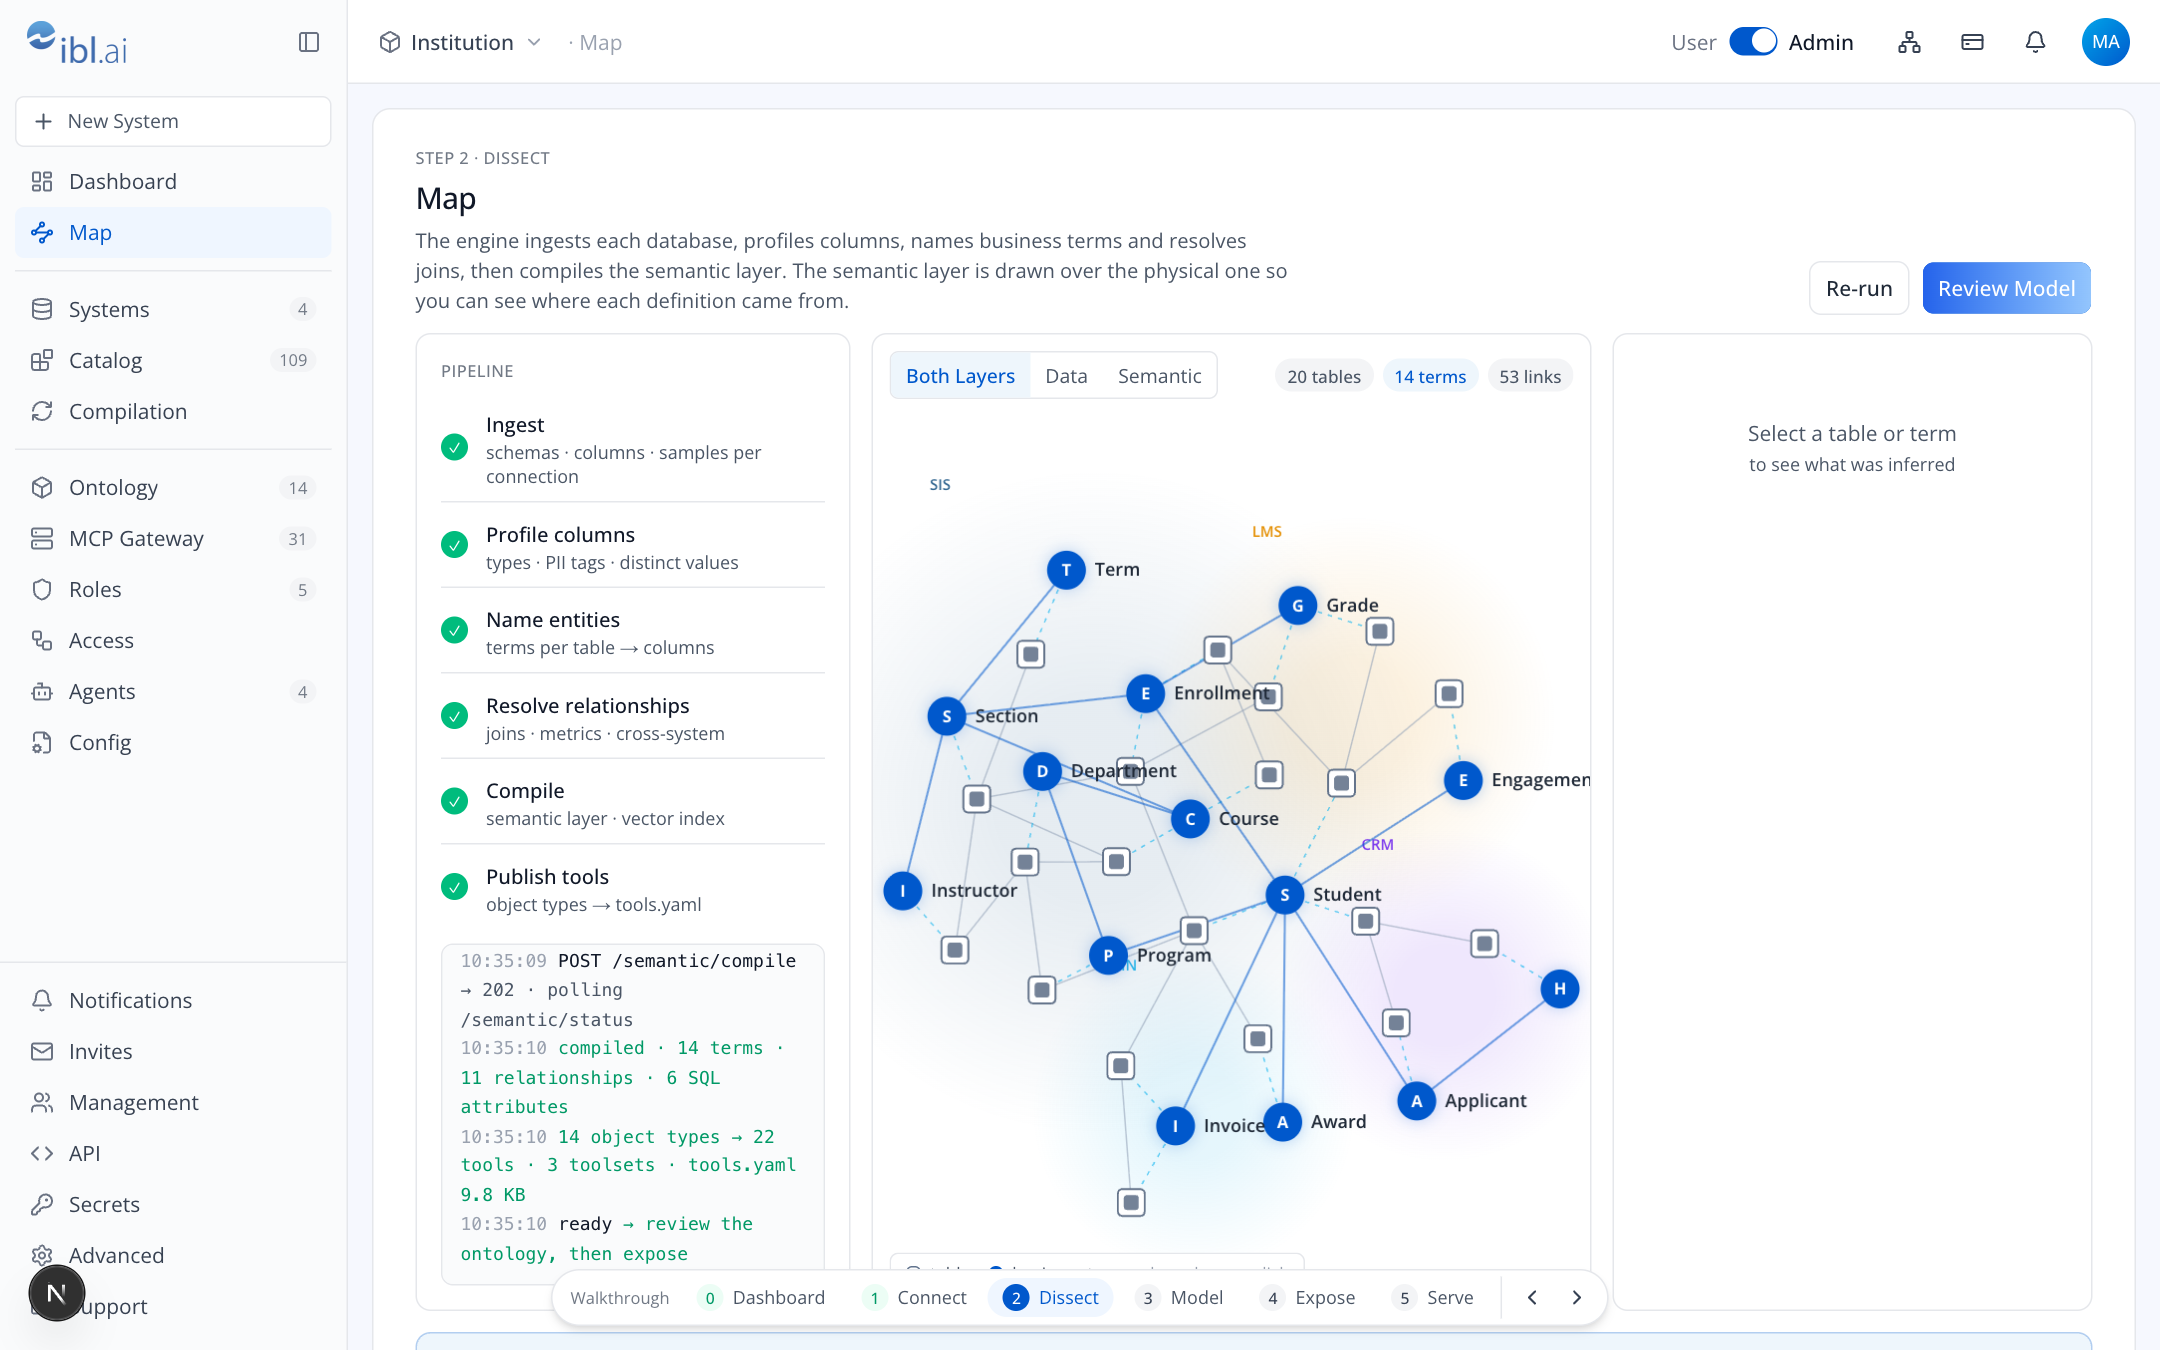 ibl.ai
New System
Dashboard
Map
Systems 4
Catalog 109
Compilation
Ontology 14
MCP Gateway 31
Roles 5
Access
Agents 4
Config
Notifications
Invites
Management
API
Secrets
Advanced
N
upport
Institution · Map
User Admin
MA
STEP 2 · DISSECT
Map
The engine ingests each database, profiles columns, names business terms and resolves
joins, then compiles the semantic layer. The semantic layer is drawn over the physical one so
you can see where each definition came from.
Re-run
Review Model
PIPELINE
Ingest
schemas · columns · samples per
connection
Profile columns
types · PII tags · distinct values
Name entities
terms per table → columns
Resolve relationships
joins · metrics · cross-system
Compile
semantic layer · vector index
Publish tools
object types → tools.yaml
10:35:09 POST /semantic/compile
→ 202 · polling
/semantic/status
10:35:10 compiled · 14 terms ·
11 relationships · 6 SQL
attributes
10:35:10 14 object types → 22
tools · 3 toolsets · tools.yaml
9.8 KB
10:35:10 ready → review the
ontology, then expose
Both Layers Data Semantic
20 tables 14 terms 53 links
SIS
LMS
T Term
G Grade
E Enrollment
S Section
D Department
E Engagemen
C Course
CRM
I Instructor
S Student
P Program
H
A Applicant
I Invoice
A Award
Select a table or term
to see what was inferred
Walkthrough 0 Dashboard 1 Connect 2 Dissect 3 Model 4 Expose 5 Serve